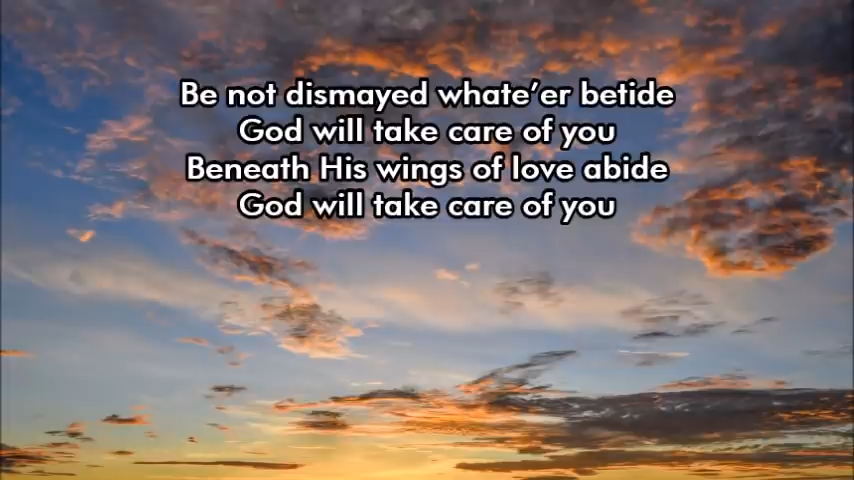 Be not dismayed whate’er betide
God will take care of you
Beneath His wings of love abide
God will take care of you